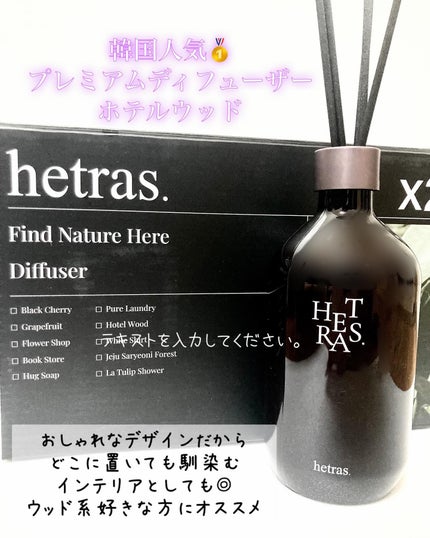 韓国人気🥇
プレミアムディフューザー
ホテルウッド
hetras.
X2
Find Nature Here
Diffuser
□ Black Cherry
□ Grapefruit
□ Flower Shop
□ Book Store
□ Hug Soap
□ Pure Laundry
□ Hotel Wood
□ White Shirt
□ Jeju Saryeoni Forest
□ La Tulip Shower
テキストを入力してください。
HET
RAS.
hetras.
おしゃれなデザインだから
どこに置いても馴染む
インテリアとしても◎
ウッド系好きな方にオススメ